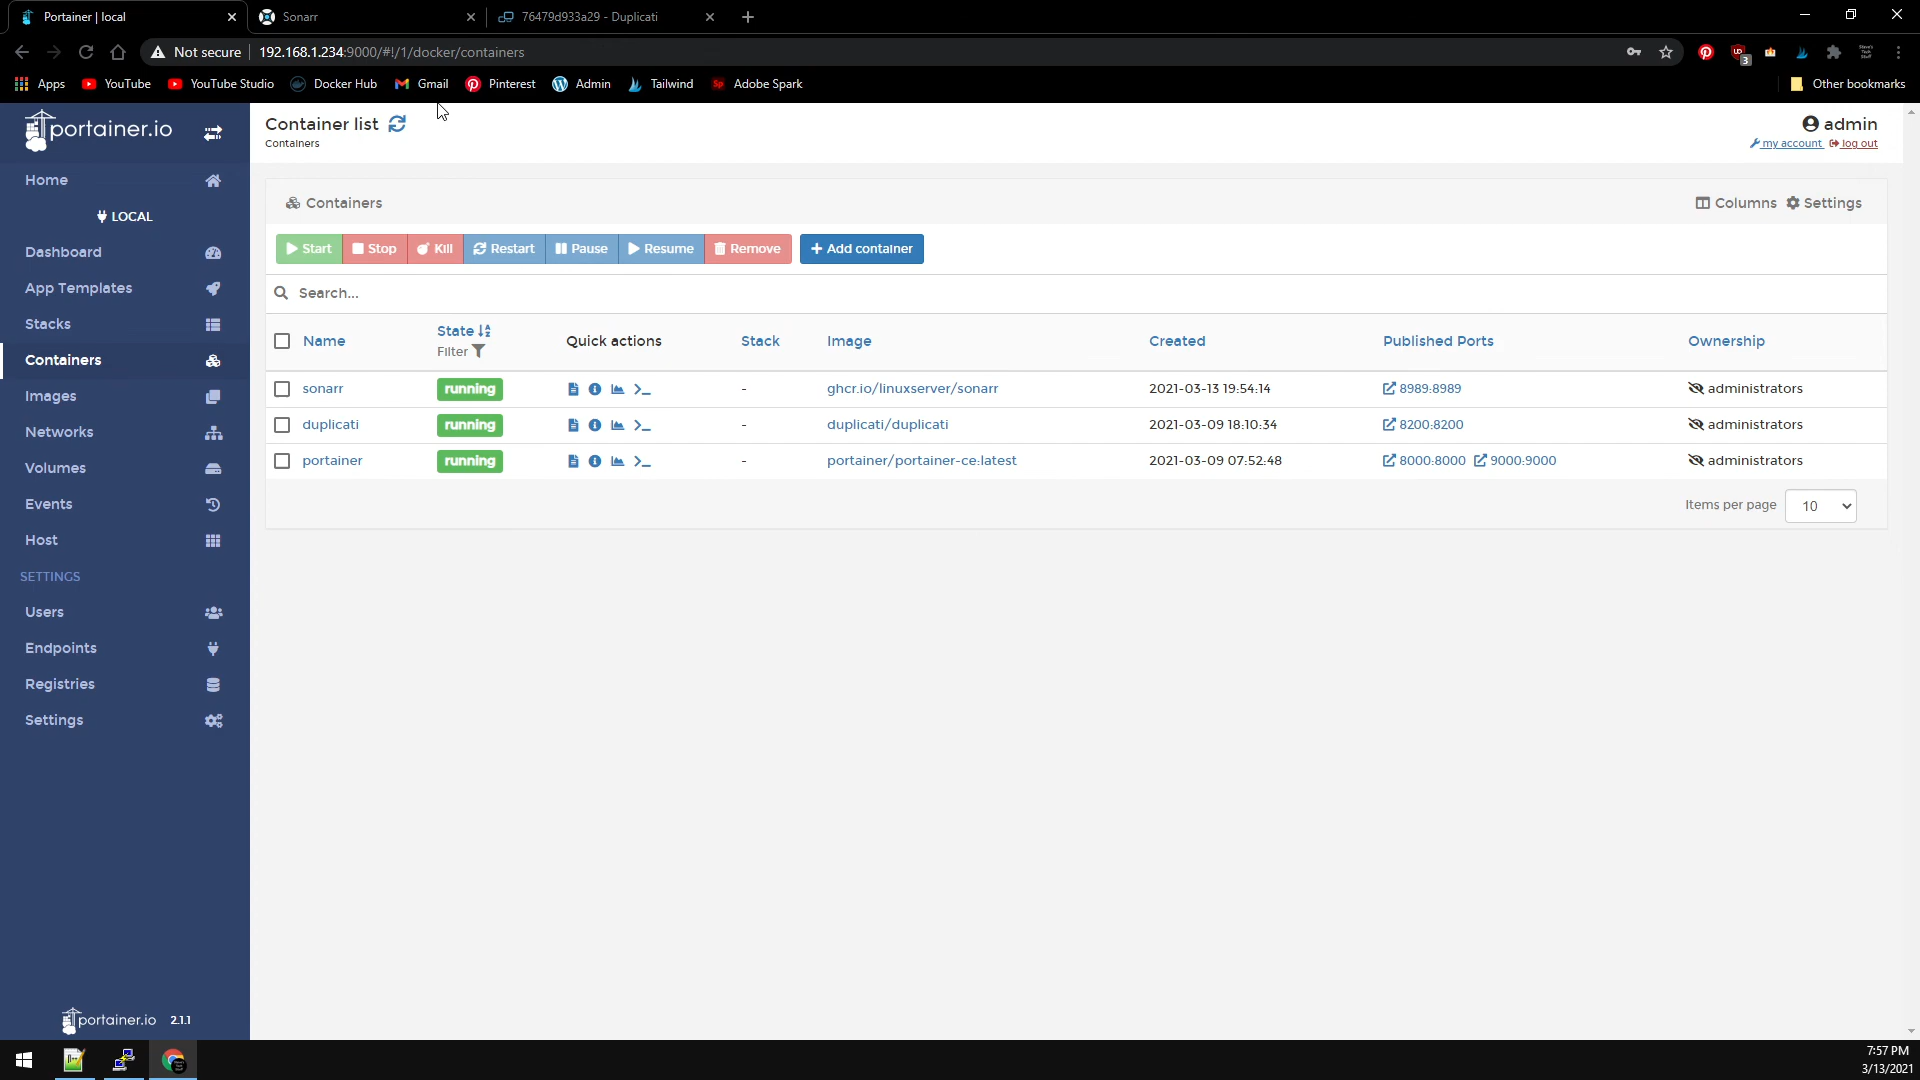 Portainer | local
Sonarr
76479d933a29 - Duplicati
Not secure
192.168.1.234:9000/#!/1/docker/containers
3
Apps
YouTube
YouTube Studio
Docker Hub
Gmail
Pinterest
Admin
Tailwind
Sp
Adobe Spark
Other bookmarks
portainer.io
Container list
Containers
admin
my account
log out
Home
LOCAL
Dashboard
App Templates
Stacks
Containers
Images
Networks
Volumes
Events
Host
SETTINGS
Users
Endpoints
Registries
Settings
portainer.io 2.1.1
Containers
Columns
Settings
Start
Stop
Kill
Restart
Pause
Resume
Remove
+ Add container
Search...
Name State Quick actions Stack Image Created Published Ports Ownership
Filter
sonarr running - ghcr.io/linuxserver/sonarr 2021-03-13 19:54:14 8989:8989 administrators
duplicati running - duplicati/duplicati 2021-03-09 18:10:34 8200:8200 administrators
portainer running - portainer/portainer-ce:latest 2021-03-09 07:52:48 8000:8000 9000:9000 administrators
Items per page 10
7:57 PM
3/13/2021